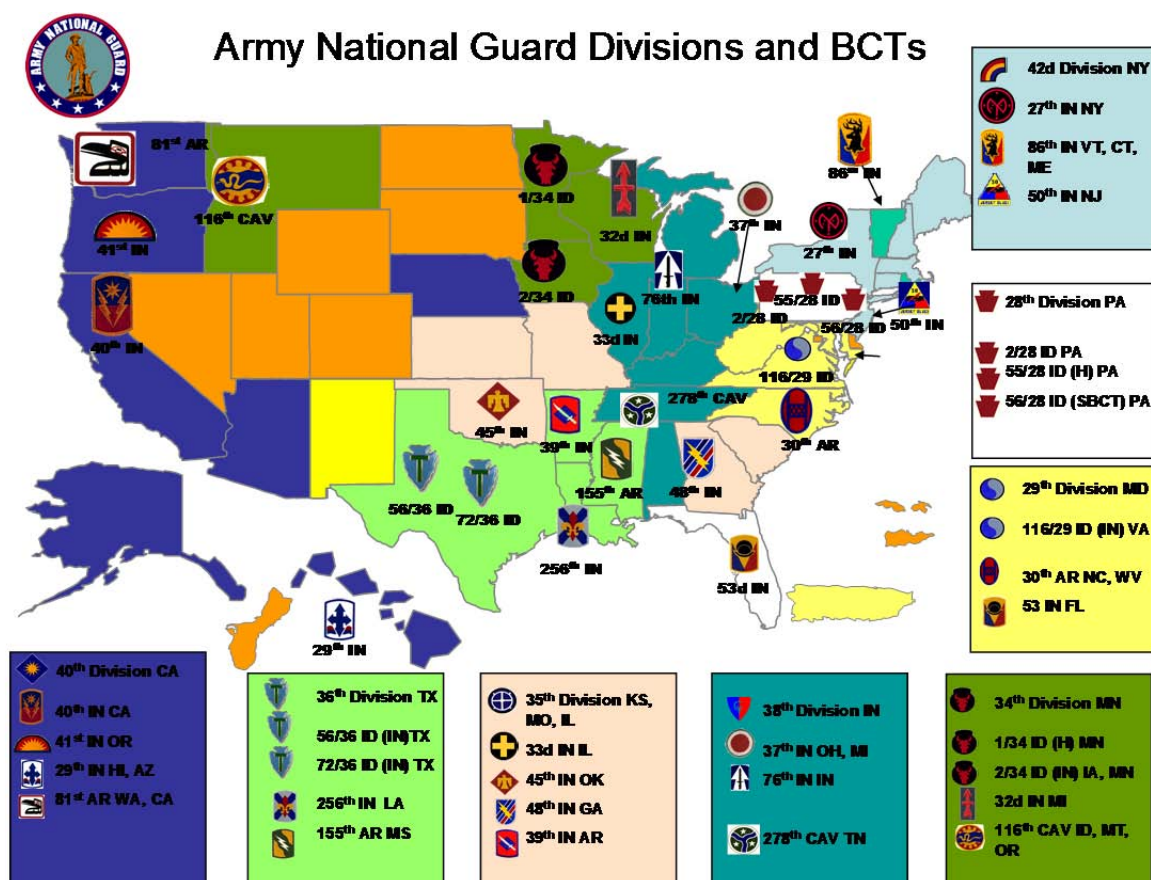 ARMY NATIONAL GUARD
Army National Guard Divisions and BCTs
81st AR
116th CAV
41st IN
40th IN
1/34 ID
32d IN
2/34 ID
33d IN
76th IN
37th IN
86th IN
27th IN
2/28 ID
55/28 ID
56/28 ID
50th IN
116/29 ID
278th CAV
30th AR
45th IN
39th IN
155th AR
48th IN
56/36 ID
72/36 ID
256th IN
53d IN
29th IN
42d Division NY
27th IN NY
86th IN VT, CT,
ME
50th IN NJ
28th Division PA
2/28 ID PA
55/28 ID (H) PA
56/28 ID (SBCT) PA
29th Division MD
116/29 ID (IN) VA
30th AR NC, WV
53 IN FL
40th Division CA
40th IN CA
41st IN OR
29th IN HI, AZ
81st AR WA, CA
36th Division TX
56/36 ID (IN)TX
72/36 ID (IN) TX
256th IN LA
155th AR MS
35th Division KS,
MO, IL
33d IN IL
45th IN OK
48th IN GA
39th IN AR
38th Division IN
37th IN OH, MI
76th IN IN
278th CAV TN
34th Division MN
1/34 ID (H) MN
2/34 ID (IN) IA, MN
32d IN MI
116th CAV ID, MT,
OR